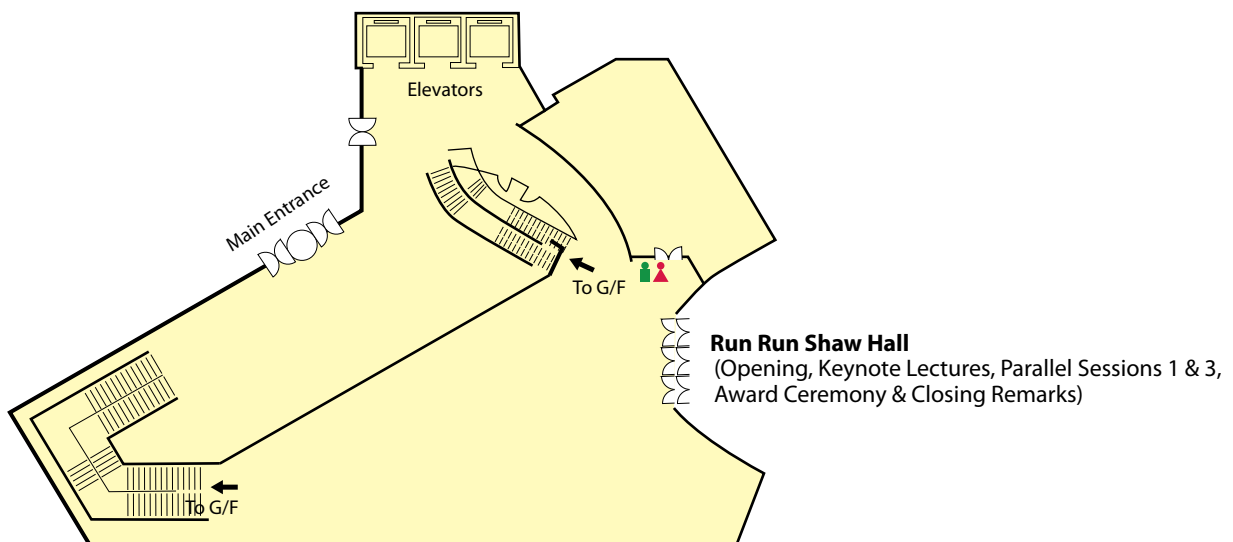 Elevators
Main Entrance
To G/F
Run Run Shaw Hall
(Opening, Keynote Lectures, Parallel Sessions 1 & 3,
Award Ceremony & Closing Remarks)
To G/F